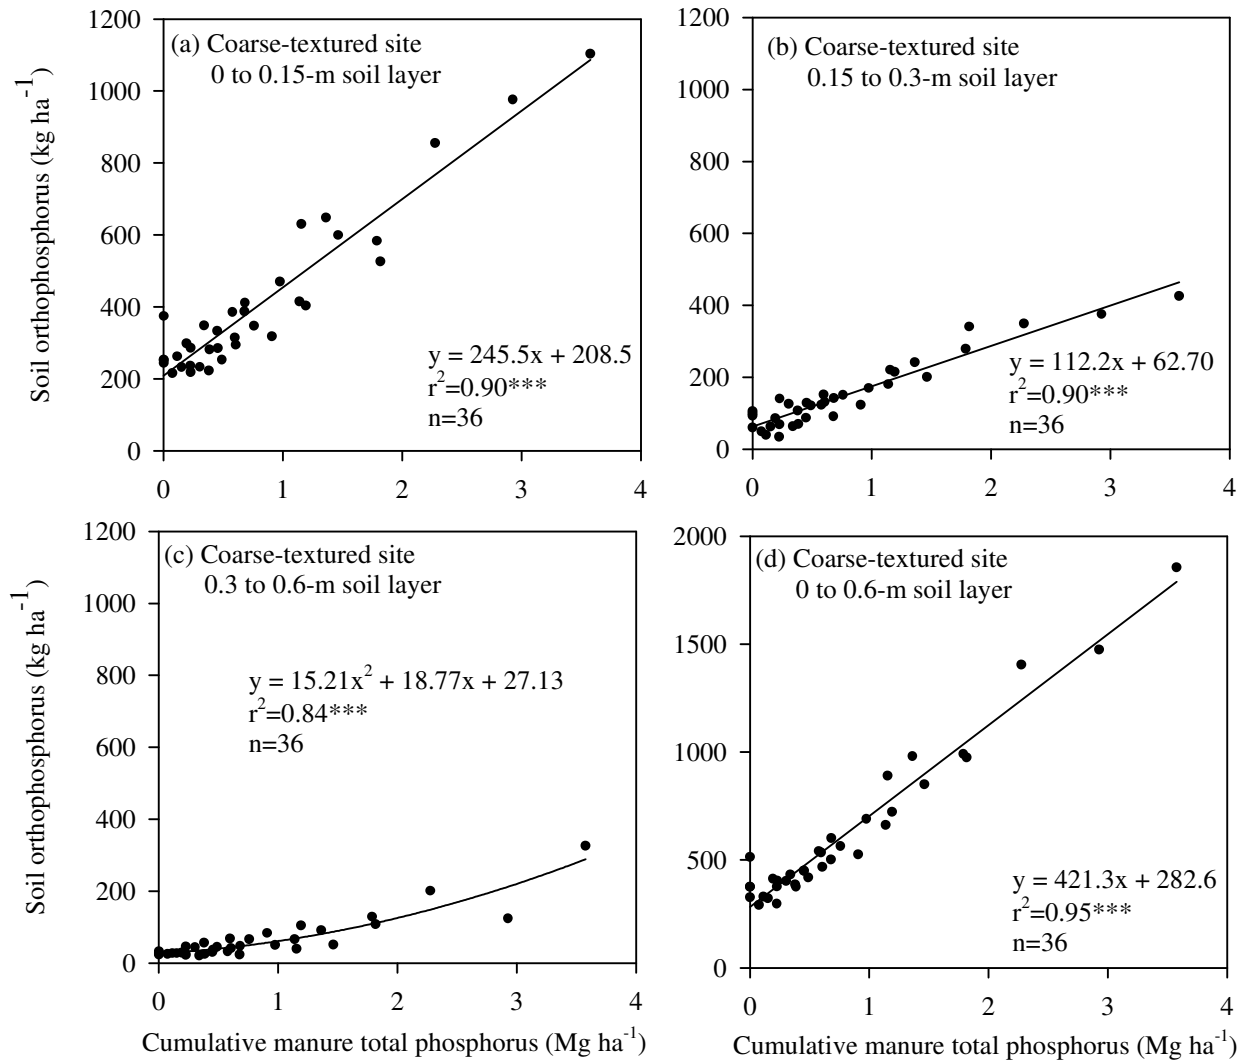 (a) Coarse-textured site
0 to 0.15-m soil layer
Soil orthophosphorus (kg ha⁻¹)
1200
1000
800
600
400
200
0
y = 245.5x + 208.5
r²=0.90***
n=36
0 1 2 3 4
(b) Coarse-textured site
0.15 to 0.3-m soil layer
1200
1000
800
600
400
200
0
y = 112.2x + 62.70
r²=0.90***
n=36
0 1 2 3 4
(c) Coarse-textured site
0.3 to 0.6-m soil layer
Soil orthophosphorus (kg ha⁻¹)
1200
1000
800
600
400
200
0
y = 15.21x² + 18.77x + 27.13
r²=0.84***
n=36
0 1 2 3 4
Cumulative manure total phosphorus (Mg ha⁻¹)
(d) Coarse-textured site
0 to 0.6-m soil layer
2000
1500
1000
500
0
y = 421.3x + 282.6
r²=0.95***
n=36
0 1 2 3 4
Cumulative manure total phosphorus (Mg ha⁻¹)